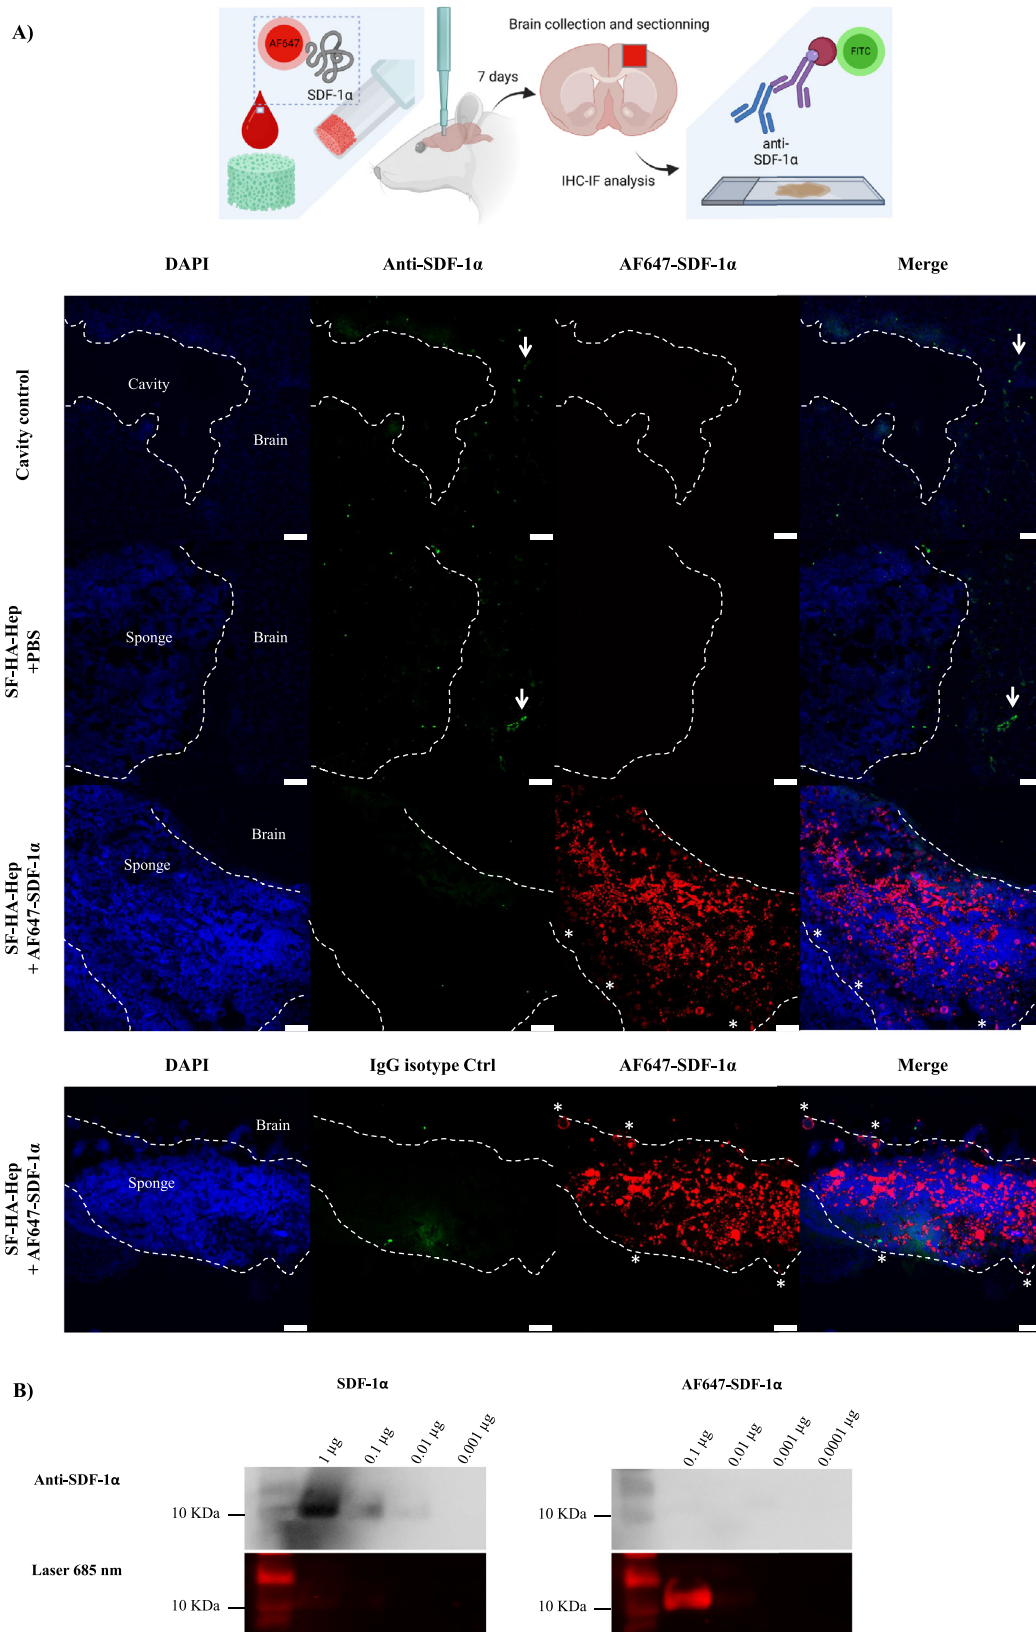 A)
AF647
SDF-1α
7 days
Brain collection and sectionning
IHC-IF analysis
FITC
anti-
SDF-1α
DAPI
Anti-SDF-1α
AF647-SDF-1α
Merge
Cavity control
Cavity
Brain
SF-HA-Hep
+PBS
Sponge
Brain
SF-HA-Hep
+ AF647-SDF-1α
Brain
Sponge
*
*
*
*
*
*
DAPI
IgG isotype Ctrl
AF647-SDF-1α
Merge
SF-HA-Hep
+ AF647-SDF-1α
Brain
Sponge
*
*
*
*
*
*
*
*
B)
SDF-1α
AF647-SDF-1α
1 µg
0.1 µg
0.01 µg
0.001 µg
0.1 µg
0.01 µg
0.001 µg
0.0001 µg
Anti-SDF-1α
10 KDa
10 KDa
Laser 685 nm
10 KDa
10 KDa